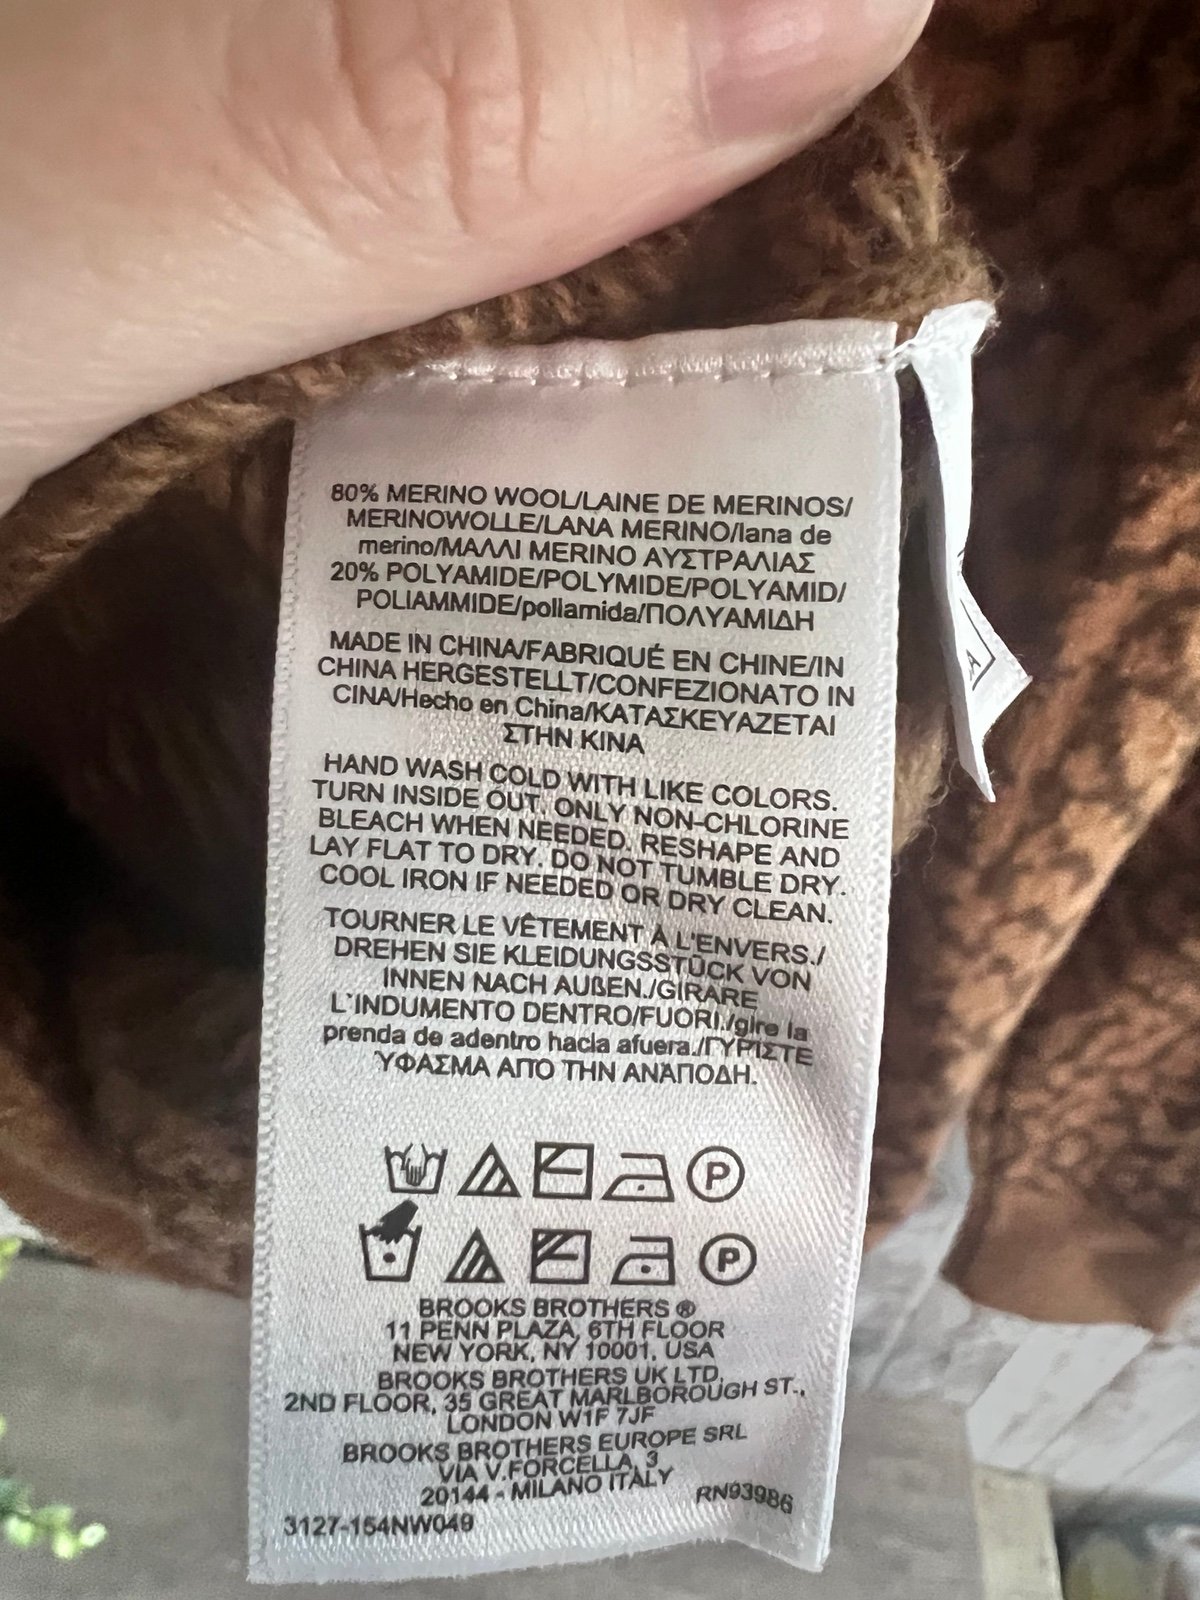 80% MERINO WOOL/LAINE DE MERINOS/
MERINOWOLLE/LANA MERINO/lana de
merino/ΜΑΛΛΙ MERINO ΑΥΣΤΡΑΛΙΑΣ
20% POLYAMIDE/POLYMIDE/POLYAMID/
POLIAMMIDE/poliamida/ΠΟΛΥΑΜΙΔΗ
MADE IN CHINA/FABRIQUÉ EN CHINE/IN
CHINA HERGESTELLT/CONFEZIONATO IN
CINA/Hecho en China/ΚΑΤΑΣΚΕΥΑΖΕΤΑΙ
ΣΤΗΝ ΚΙΝΑ
HAND WASH COLD WITH LIKE COLORS.
TURN INSIDE OUT. ONLY NON-CHLORINE
BLEACH WHEN NEEDED. RESHAPE AND
LAY FLAT TO DRY. DO NOT TUMBLE DRY.
COOL IRON IF NEEDED OR DRY CLEAN.
TOURNER LE VÊTEMENT À L'ENVERS./
DREHEN SIE KLEIDUNGSSTÜCK VON
INNEN NACH AUßEN./GIRARE
L'INDUMENTO DENTRO/FUORI./gire la
prenda de adentro hacia afuera./ΓΥΡΙΣΤΕ
ΎΦΑΣΜΑ ΑΠΟ ΤΗΝ ΑΝΆΠΟΔΗ.
P
P
BROOKS BROTHERS ®
11 PENN PLAZA, 6TH FLOOR
NEW YORK, NY 10001, USA
BROOKS BROTHERS UK LTD.
2ND FLOOR, 35 GREAT MARLBOROUGH ST.,
LONDON W1F 7JF
BROOKS BROTHERS EUROPE SRL
VIA V.FORCELLA, 3
20144 - MILANO ITALY
RN93986
3127-154NW049